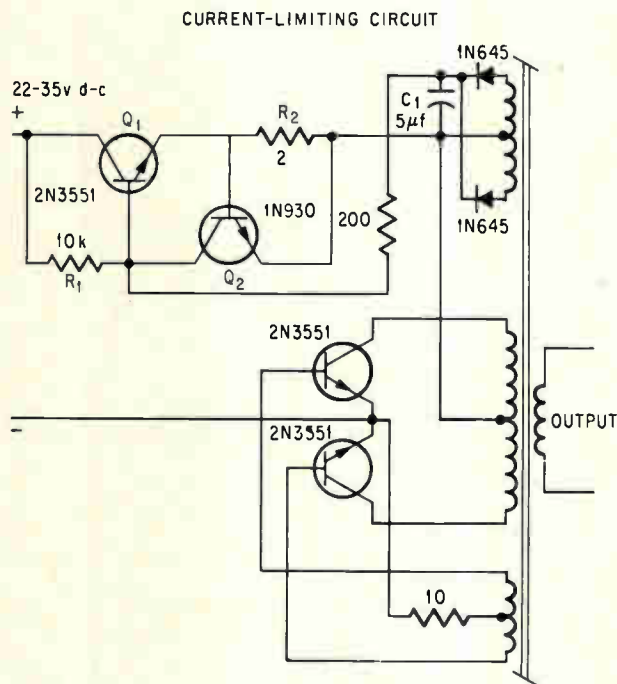 CURRENT-LIMITING CIRCUIT
1N645
22-35v d-c
+
Q1
R2
2
C1
5µf
2N3551
1N930
200
1N645
10k
R1
Q2
2N3551
-
2N3551
OUTPUT
10